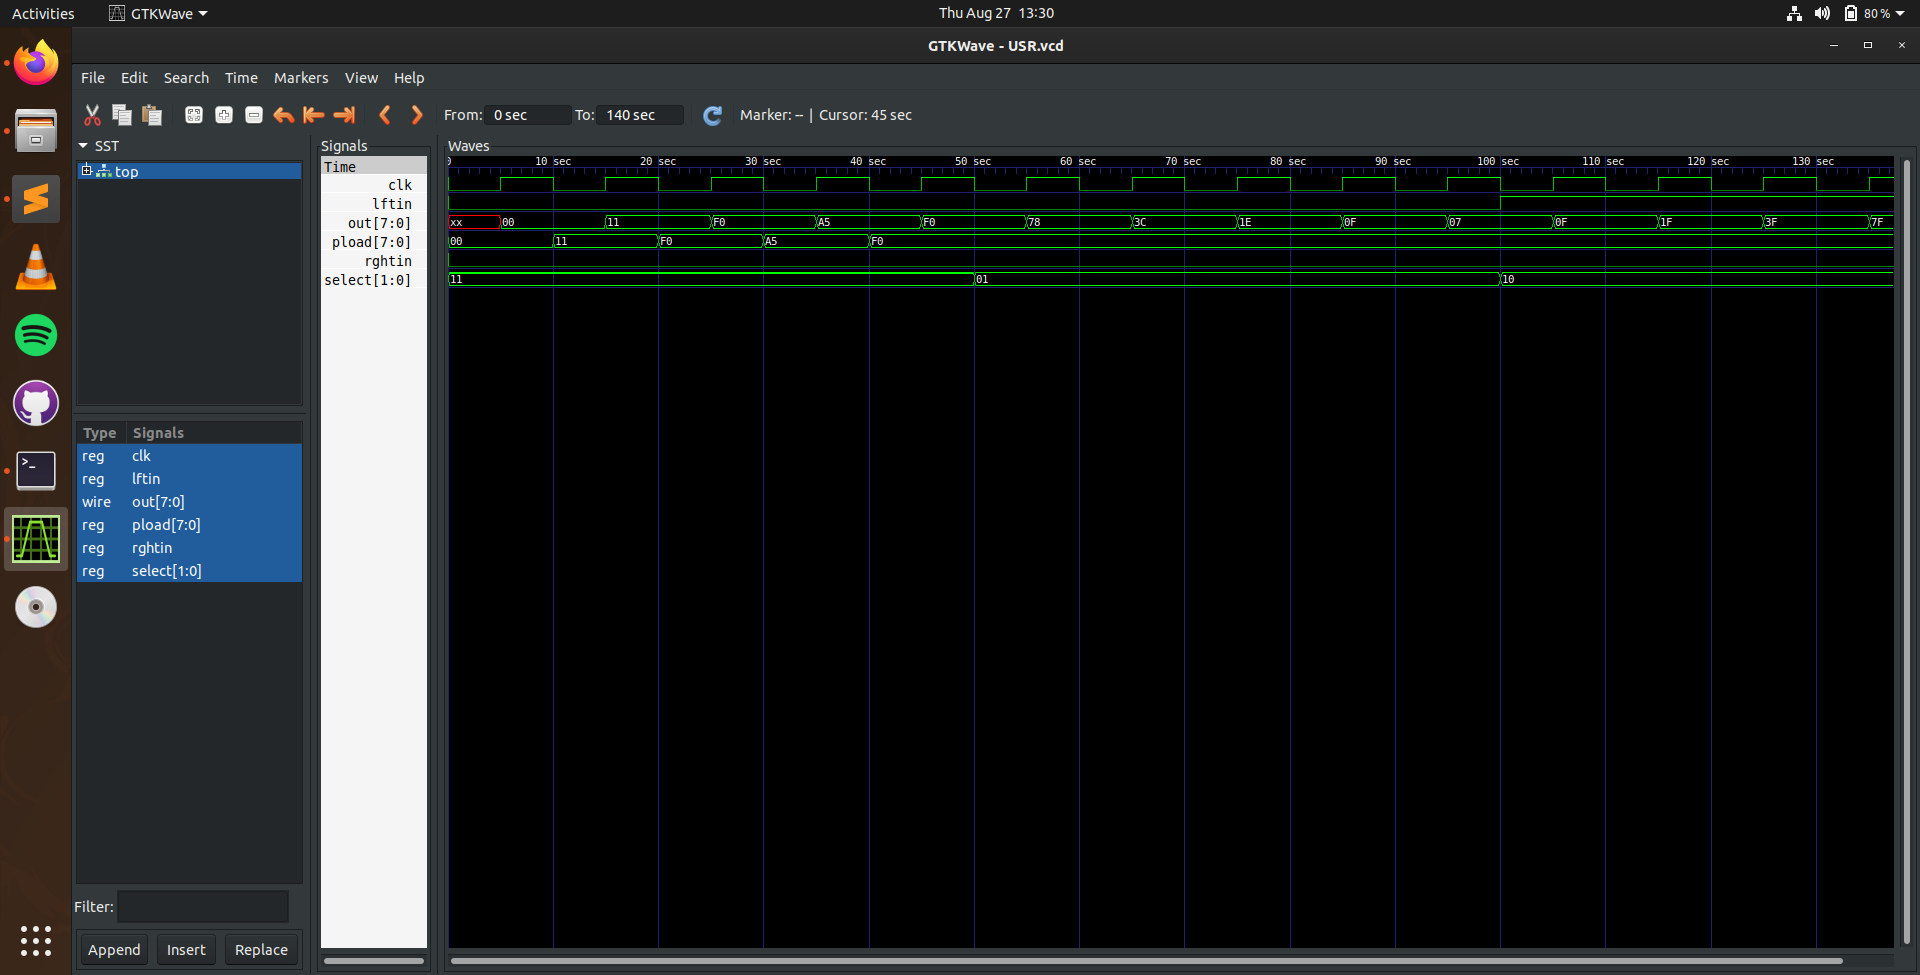 Activities GTKWave Thu Aug 27 13:30 80 %
GTKWave - USR.vcd
File Edit Search Time Markers View Help
From: 0 sec To: 140 sec Marker: -- | Cursor: 45 sec
SST
top
Type Signals
reg clk
reg lftin
wire out[7:0]
reg pload[7:0]
reg rghtin
reg select[1:0]
Filter:
Append Insert Replace
Signals
Time
clk
lftin
out[7:0]
pload[7:0]
rghtin
select[1:0]
Waves
0 10 sec 20 sec 30 sec 40 sec 50 sec 60 sec 70 sec 80 sec 90 sec 100 sec 110 sec 120 sec 130 sec
xx 00 11 F0 A5 F0 78 3C 1E 0F 07 0F 1F 3F 7F
00 11 F0 A5 F0
11 01 10